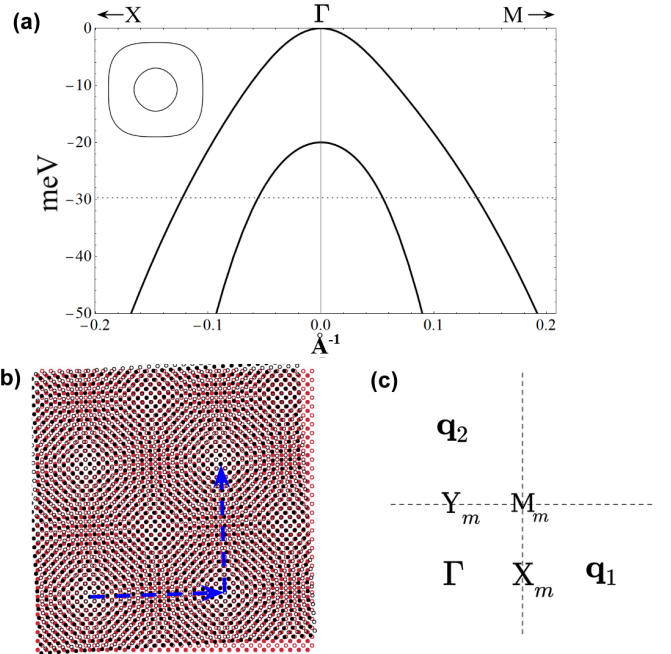 (a)
←X Γ M→
0
−10
−20
−30
−40
−50
meV
−0.2 −0.1 0.0 0.1 0.2
Å⁻¹
b) (c)
q₂
Yₘ Mₘ
Γ Xₘ q₁